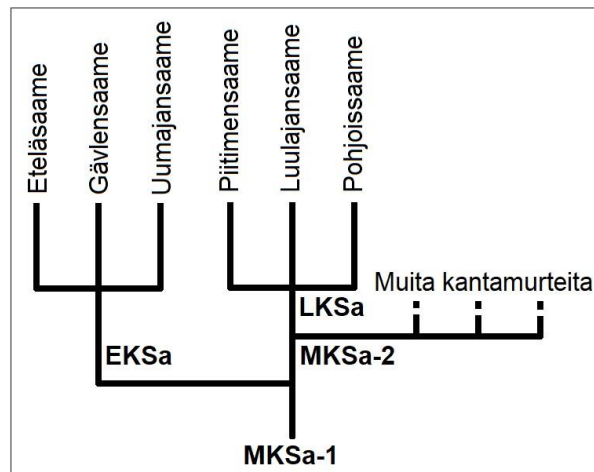 Eteläsaame
Gävlensaame
Uumajansaame
Piitimensaame
Luulajansaame
Pohjoissaame
Muita kantamurteita
LKSa
EKSa
MKSa-2
MKSa-1